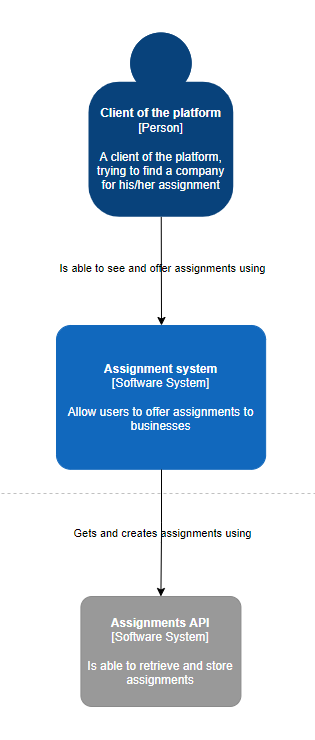 Client of the platform
[Person]
A client of the platform,
trying to find a company
for his/her assignment
Is able to see and offer assignments using
Assignment system
[Software System]
Allow users to offer assignments to
businesses
Gets and creates assignments using
Assignments API
[Software System]
Is able to retrieve and store
assignments